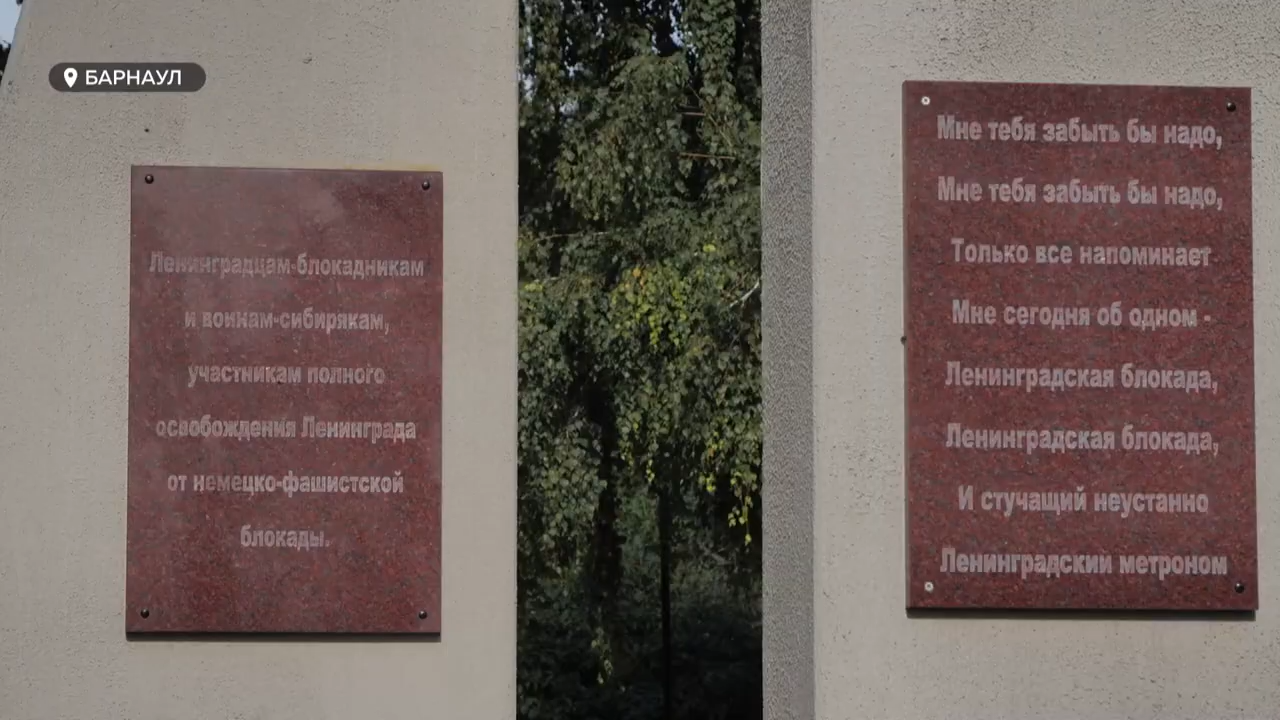 БАРНАУЛ
Ленинградцам-блокадникам
и воинам-сибирякам,
участникам полного
освобождения Ленинграда
от немецко-фашистской
блокады.
Мне тебя забыть бы надо,
Мне тебя забыть бы надо,
Только все напоминает
Мне сегодня об одном -
Ленинградская блокада,
Ленинградская блокада,
И стучащий неустанно
Ленинградский метроном